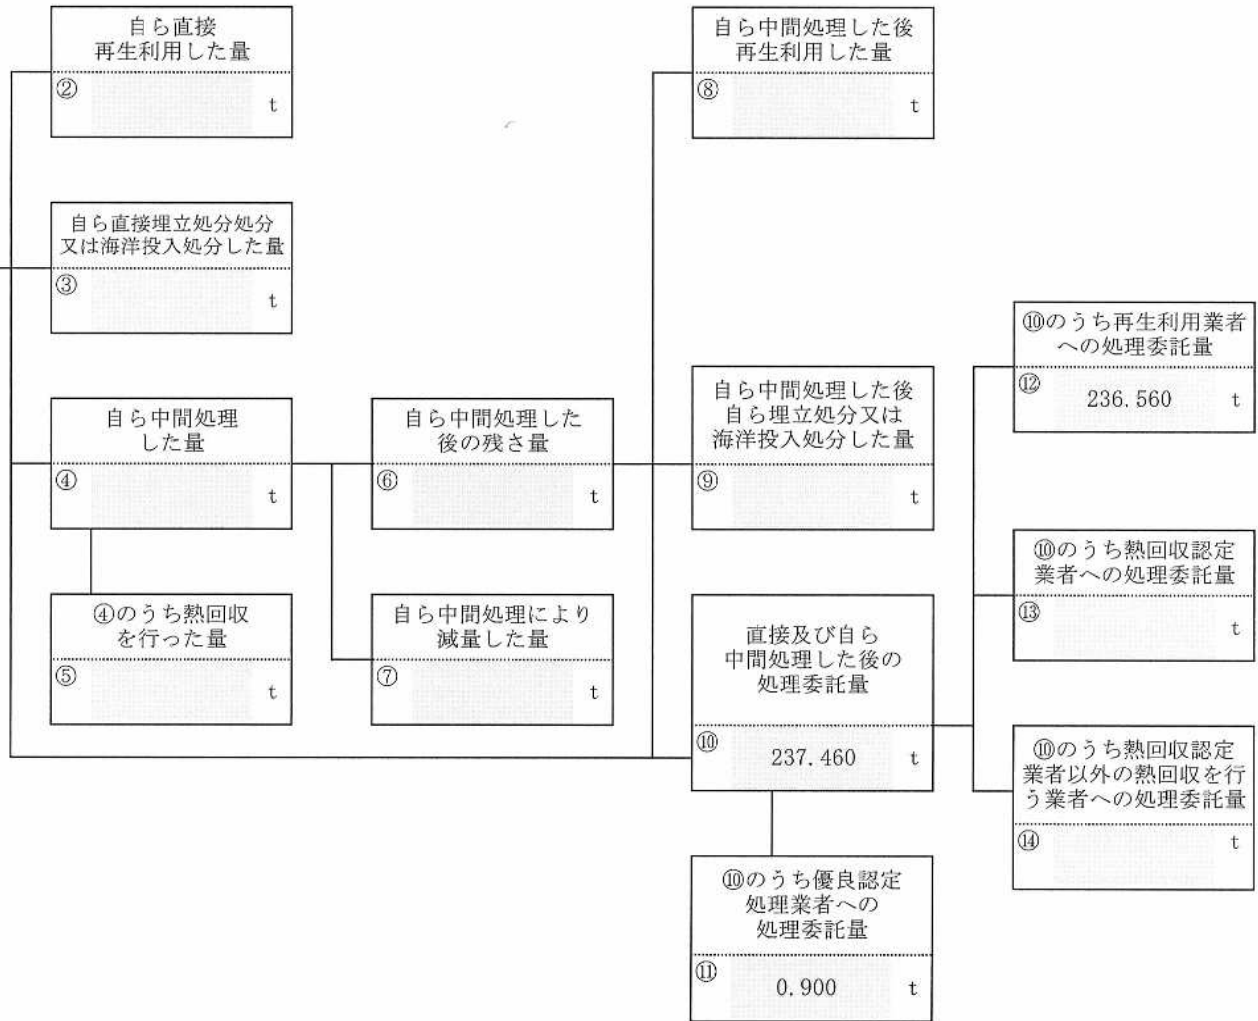 自ら直接
再生利用した量
② t
自ら中間処理した後
再生利用した量
⑧ t
自ら直接埋立処分処分
又は海洋投入処分した量
③ t
⑩のうち再生利用業者
への処理委託量
⑫ 236.560 t
自ら中間処理
した量
④ t
自ら中間処理した
後の残さ量
⑥ t
自ら中間処理した後
自ら埋立処分又は
海洋投入処分した量
⑨ t
⑩のうち熱回収認定
業者への処理委託量
⑬ t
④のうち熱回収
を行った量
⑤ t
自ら中間処理により
減量した量
⑦ t
直接及び自ら
中間処理した後の
処理委託量
⑩ 237.460 t
⑩のうち熱回収認定
業者以外の熱回収を行
う業者への処理委託量
⑭ t
⑩のうち優良認定
処理業者への
処理委託量
⑪ 0.900 t